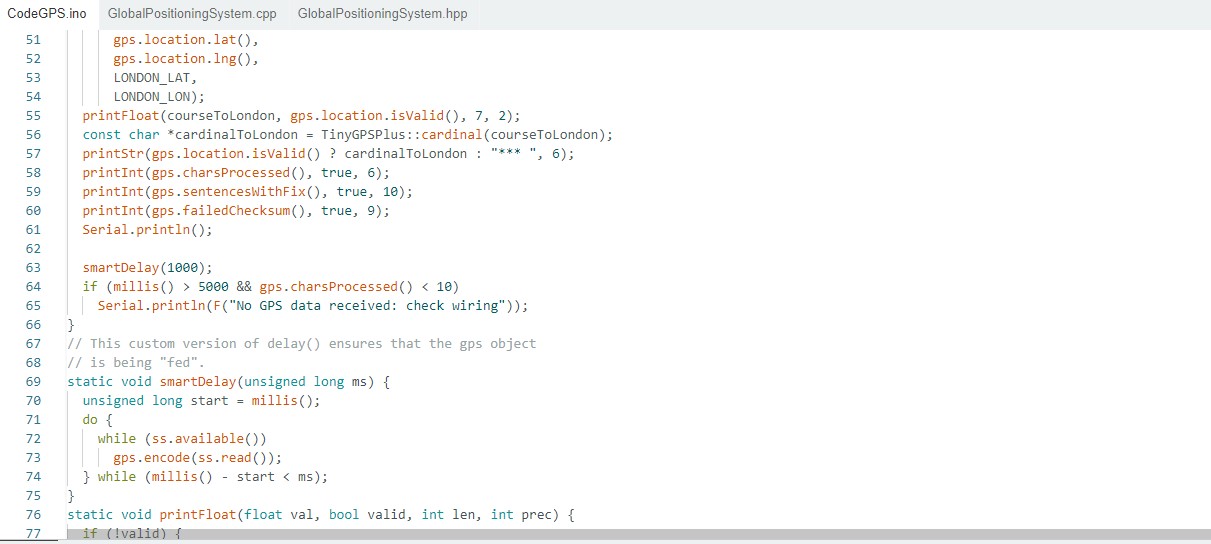 CodeGPS.ino GlobalPositioningSystem.cpp GlobalPositioningSystem.hpp
51 gps.location.lat(),
52 gps.location.lng(),
53 LONDON_LAT,
54 LONDON_LON);
55 printFloat(courseToLondon, gps.location.isValid(), 7, 2);
56 const char *cardinalToLondon = TinyGPSPlus::cardinal(courseToLondon);
57 printStr(gps.location.isValid() ? cardinalToLondon : "*** ", 6);
58 printInt(gps.charsProcessed(), true, 6);
59 printInt(gps.sentencesWithFix(), true, 10);
60 printInt(gps.failedChecksum(), true, 9);
61 Serial.println();
62
63 smartDelay(1000);
64 if (millis() > 5000 && gps.charsProcessed() < 10)
65 Serial.println(F("No GPS data received: check wiring"));
66 }
67 // This custom version of delay() ensures that the gps object
68 // is being "fed".
69 static void smartDelay(unsigned long ms) {
70 unsigned long start = millis();
71 do {
72 while (ss.available())
73 gps.encode(ss.read());
74 } while (millis() - start < ms);
75 }
76 static void printFloat(float val, bool valid, int len, int prec) {
77 if (!valid) {